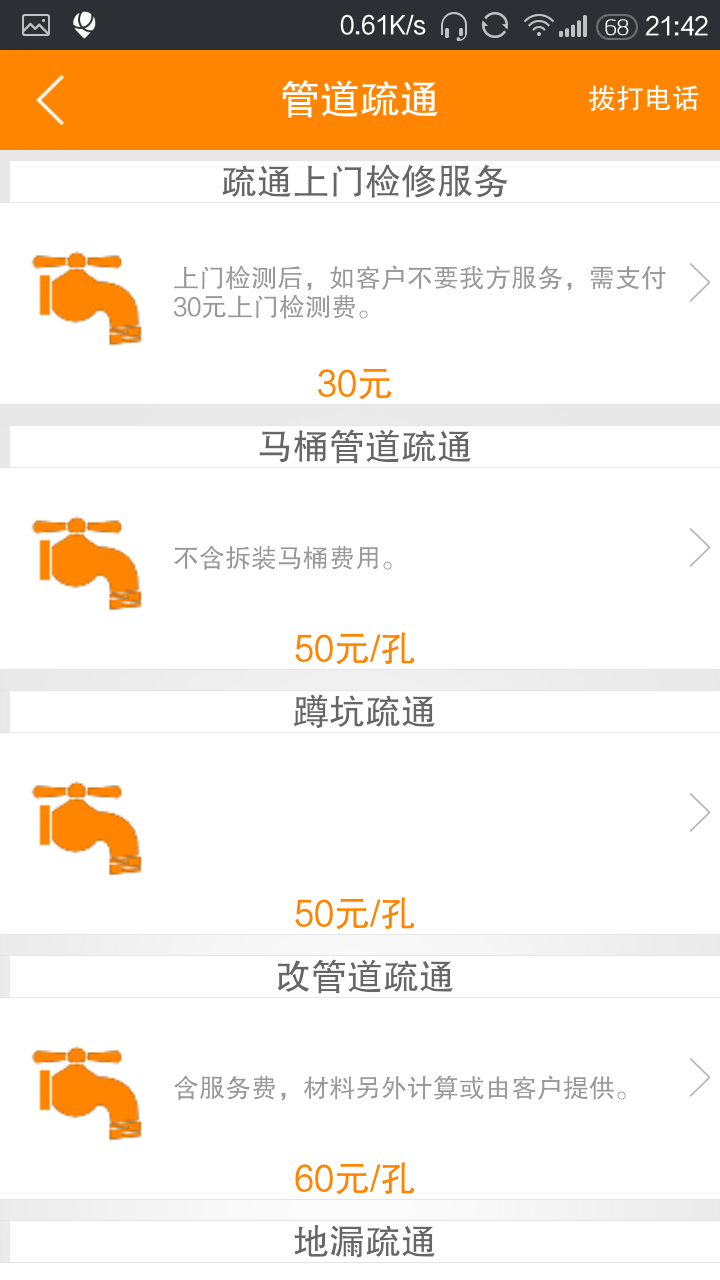 0.61K/s 68 21:42
管道疏通 拨打电话
疏通上门检修服务
上门检测后，如客户不要我方服务，需支付
30元上门检测费。
30元
马桶管道疏通
不含拆装马桶费用。
50元/孔
蹲坑疏通
50元/孔
改管道疏通
含服务费，材料另外计算或由客户提供。
60元/孔
地漏疏通